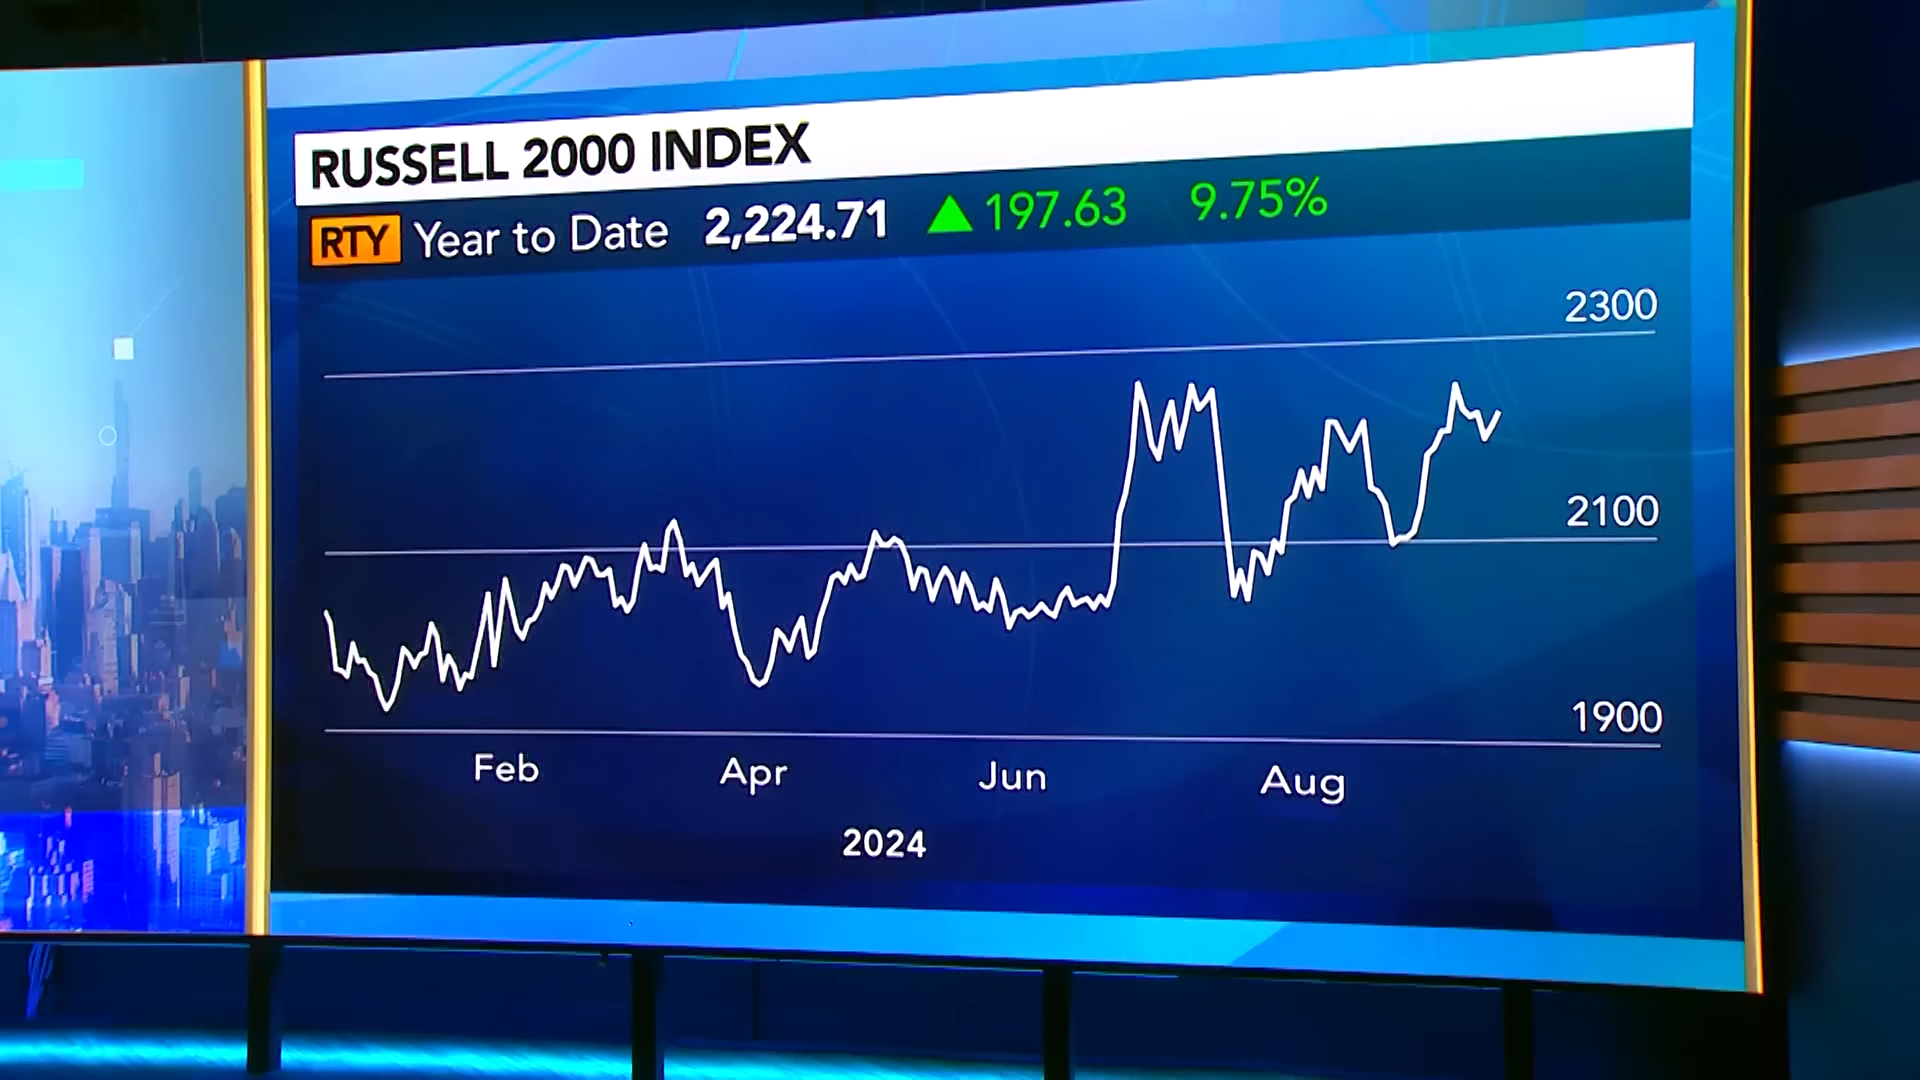 RUSSELL 2000 INDEX
RTY Year to Date 2,224.71 ▲ 197.63 9.75%
2300
2100
1900
Feb Apr Jun Aug
2024